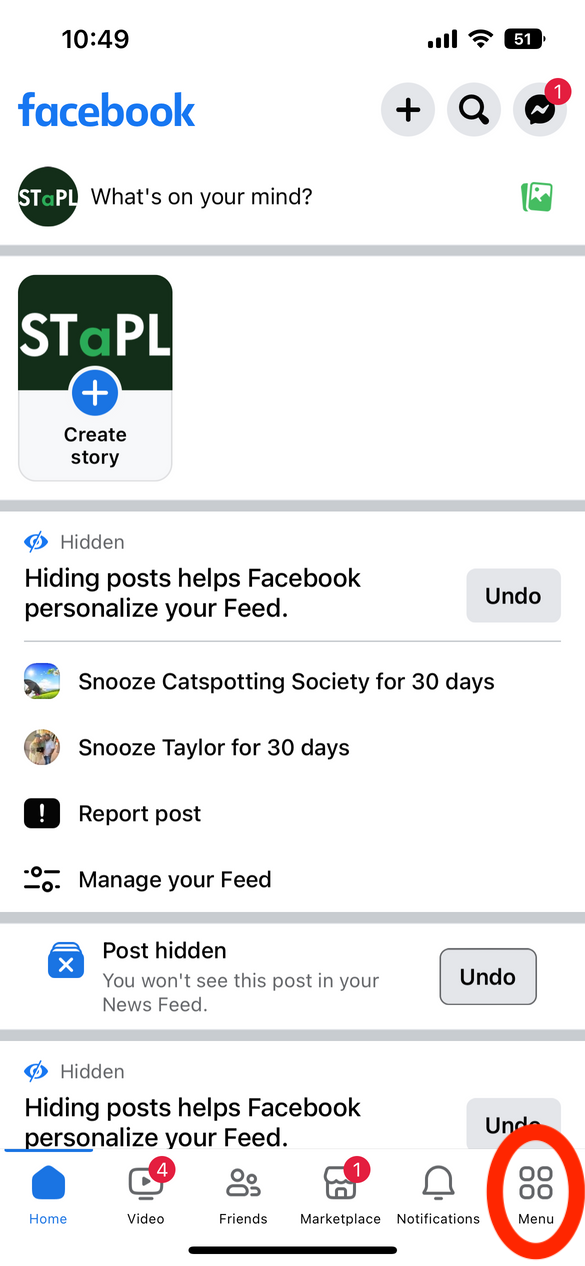 10:49
51
facebook
1
STaPL
What's on your mind?
STaPL
Create
story
Hidden
Hiding posts helps Facebook
personalize your Feed.
Undo
Snooze Catspotting Society for 30 days
Snooze Taylor for 30 days
! Report post
Manage your Feed
Post hidden
You won't see this post in your
News Feed.
Undo
Hidden
Hiding posts helps Facebook
personalize your Feed.
Undo
4
1
Home
Video
Friends
Marketplace
Notifications
Menu